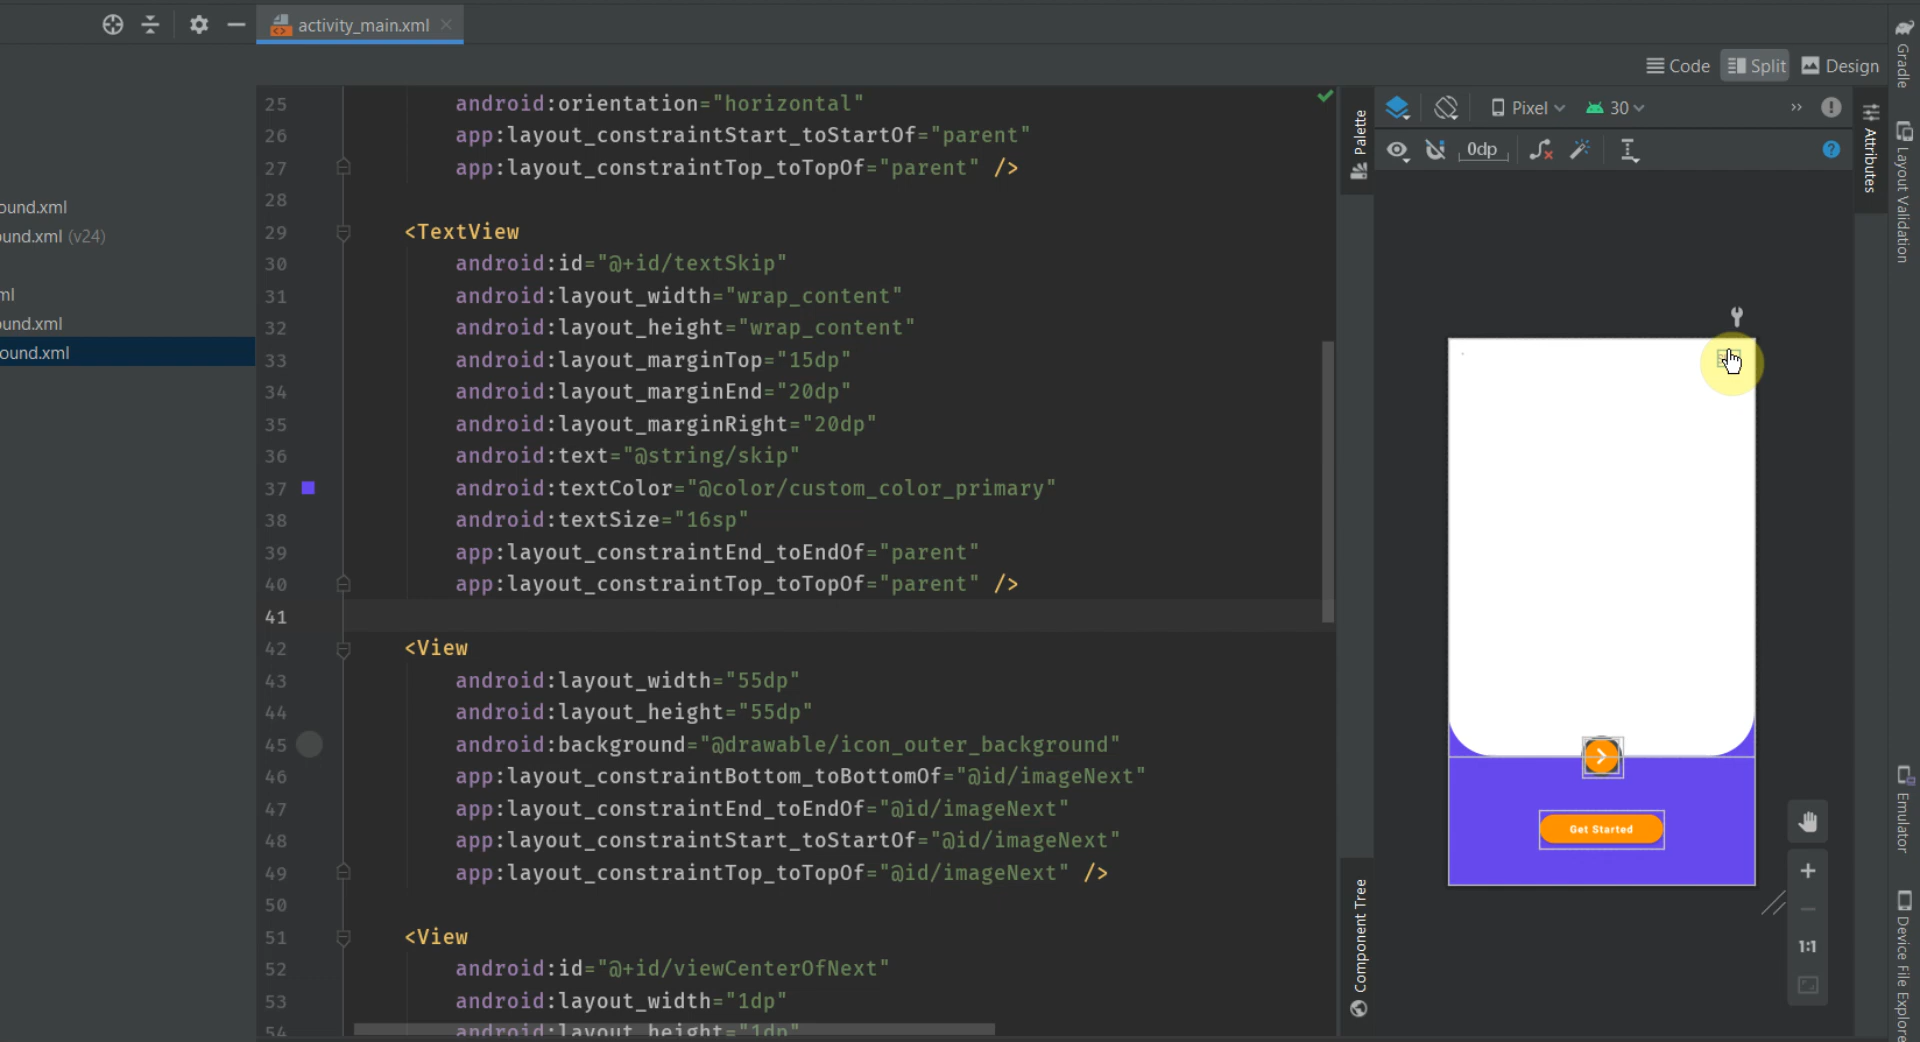 activity_main.xml
Code
Split
Design
Gradle
25 android:orientation="horizontal"
26 app:layout_constraintStart_toStartOf="parent"
27 app:layout_constraintTop_toTopOf="parent" />
28
29 <TextView
30 android:id="@+id/textSkip"
31 android:layout_width="wrap_content"
32 android:layout_height="wrap_content"
33 android:layout_marginTop="15dp"
34 android:layout_marginEnd="20dp"
35 android:layout_marginRight="20dp"
36 android:text="@string/skip"
37 android:textColor="@color/custom_color_primary"
38 android:textSize="16sp"
39 app:layout_constraintEnd_toEndOf="parent"
40 app:layout_constraintTop_toTopOf="parent" />
41
42 <View
43 android:layout_width="55dp"
44 android:layout_height="55dp"
45 android:background="@drawable/icon_outer_background"
46 app:layout_constraintBottom_toBottomOf="@id/imageNext"
47 app:layout_constraintEnd_toEndOf="@id/imageNext"
48 app:layout_constraintStart_toStartOf="@id/imageNext"
49 app:layout_constraintTop_toTopOf="@id/imageNext" />
50
51 <View
52 android:id="@+id/viewCenterOfNext"
53 android:layout_width="1dp"
54 android:layout_height="1dp"
ound.xml
und.xml (v24)
ml
und.xml
ound.xml
Palette
Pixel
30
0dp
Attributes
Layout Validation
Get Started
1:1
Component Tree
Emulator
Device File Explore